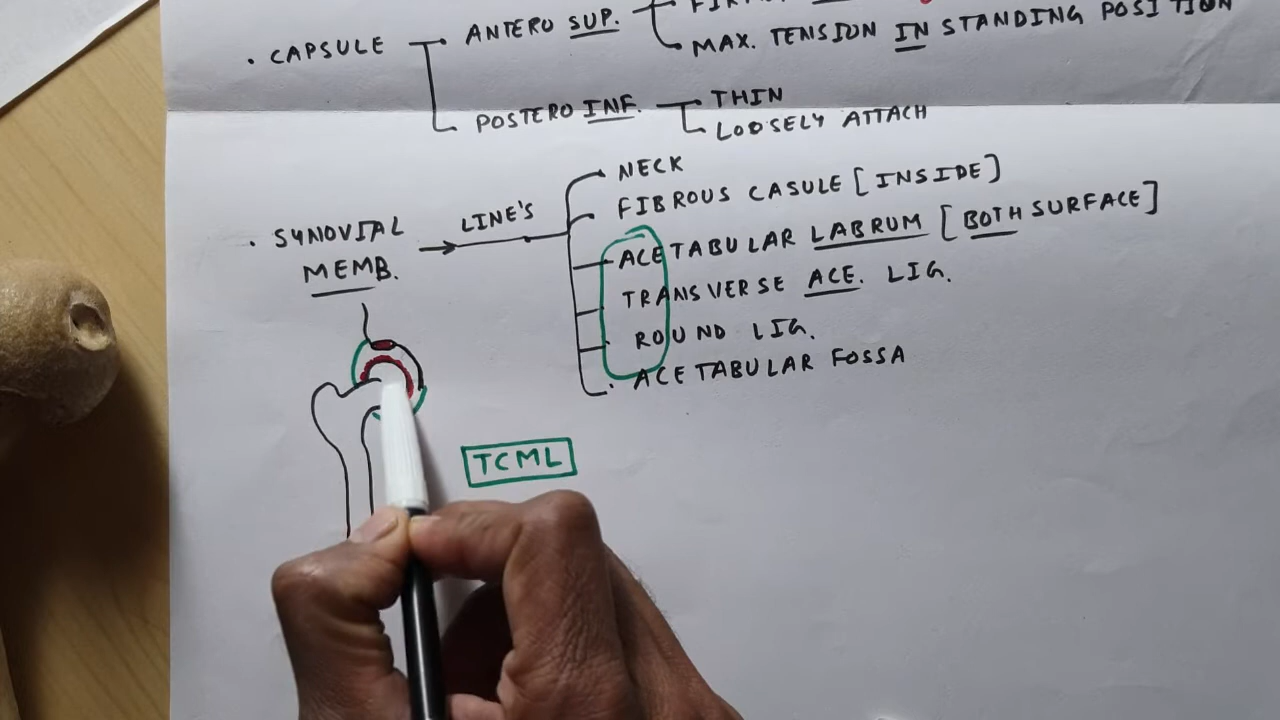 · CAPSULE
ANTERO SUP.
MAX. TENSION IN STANDING POSITION
POSTERO INF.
THIN
LOOSELY ATTACH
· SYNOVIAL MEMB.
LINE'S
NECK
FIBROUS CASULE [INSIDE]
ACETABULAR LABRUM [BOTH SURFACE]
TRANSVERSE ACE. LIG.
ROUND LIG.
ACETABULAR FOSSA
TCML